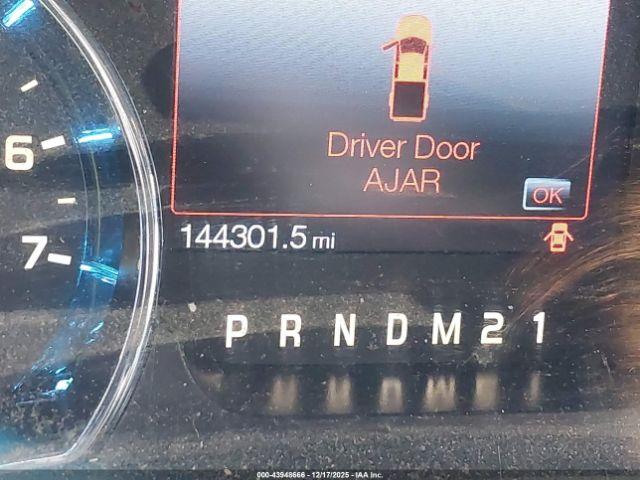 Driver Door
AJAR
OK
6
7
144301.5 mi
P R N D M 2 1
000-43948666 - 12/17/2025 - IAA Inc.